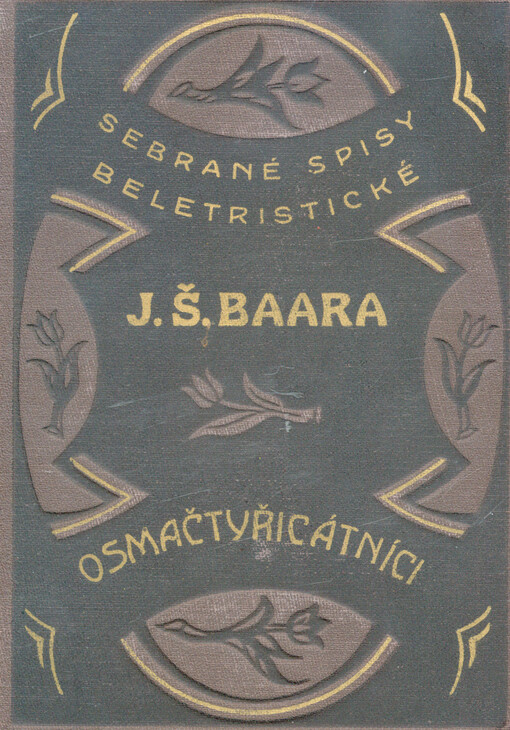 SEBRANÉ SPISY
BELETRISTICKÉ
J. Š. BAARA
OSMAČTYŘICÁTNÍCI